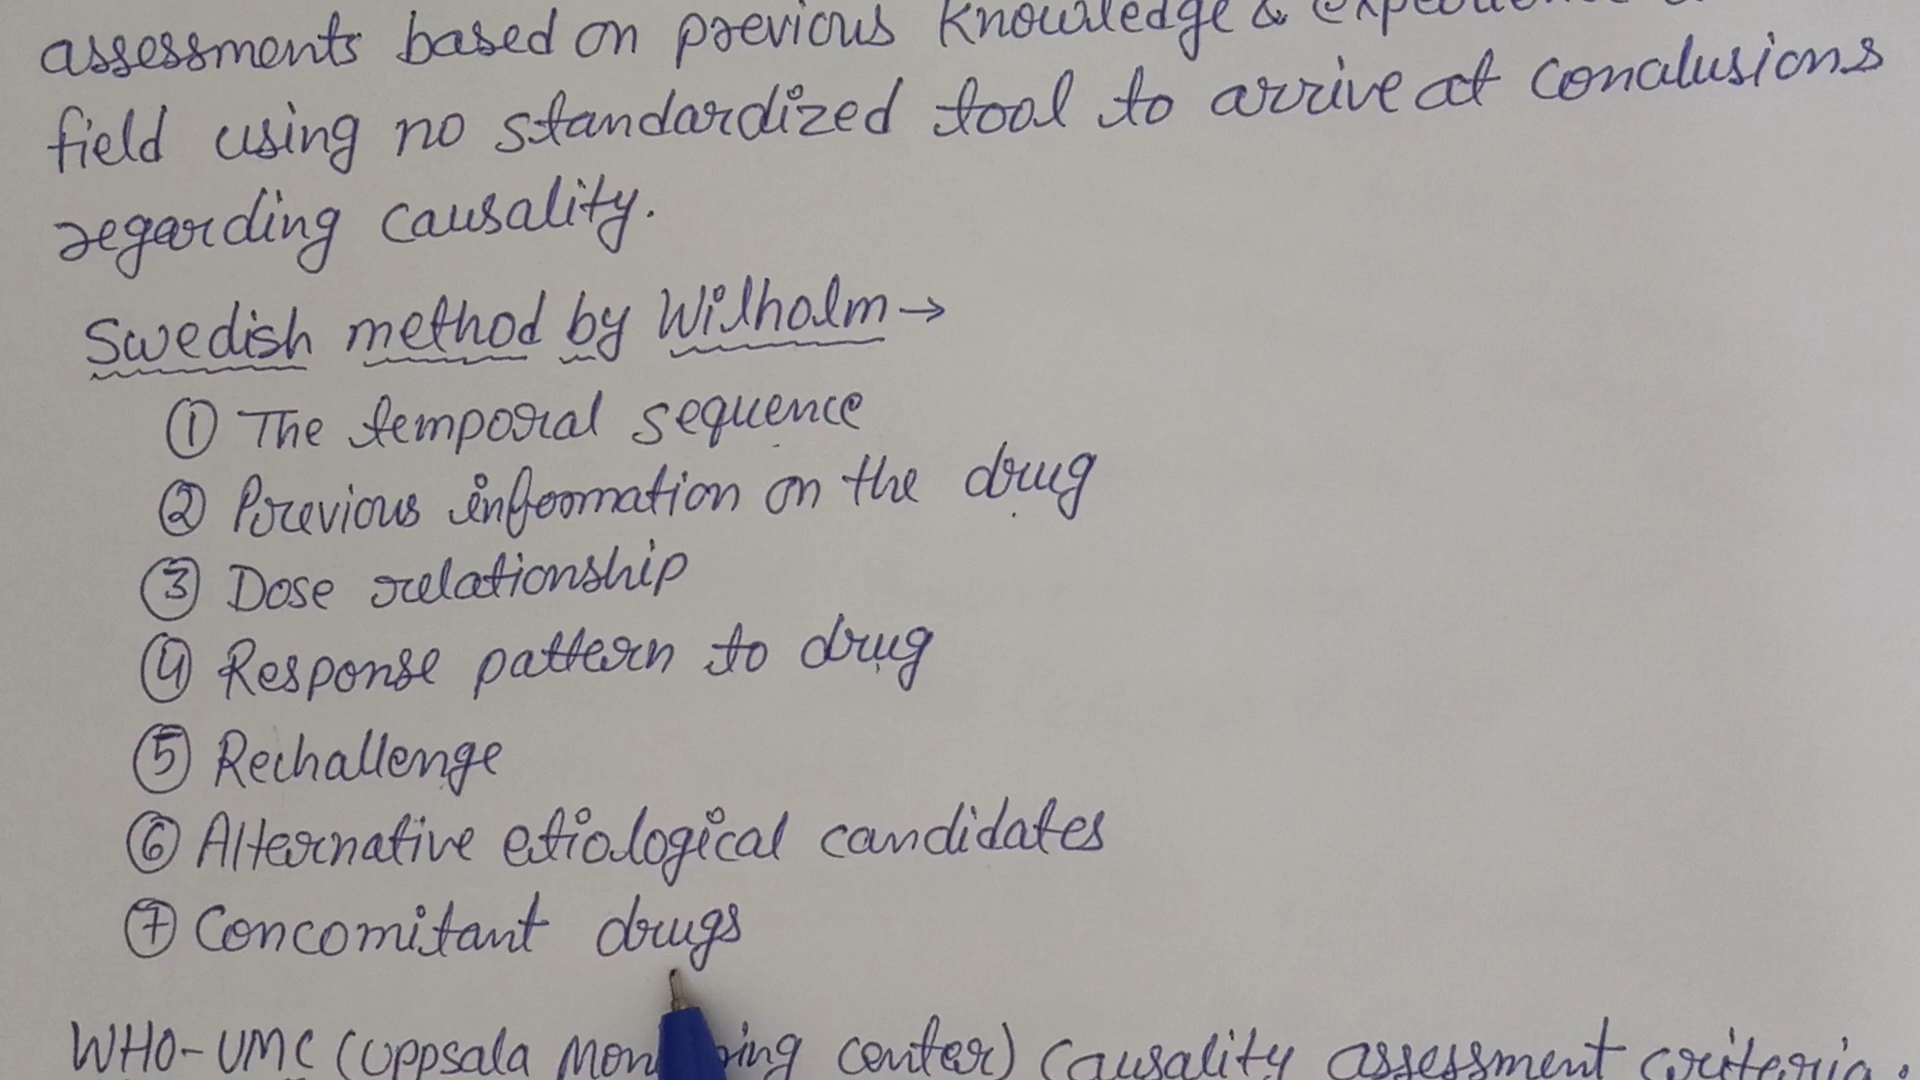 assessments based on previous knowledge &
field using no standardized tool to arrive at conclusions
regarding causality.
Swedish method by Wilholm →
① The temporal sequence
② Previous information on the drug
③ Dose relationship
④ Response pattern to drug
⑤ Rechallenge
⑥ Alternative etiological candidates
⑦ Concomitant drugs
WHO-UMC (Uppsala center) Causality assessment criteria: